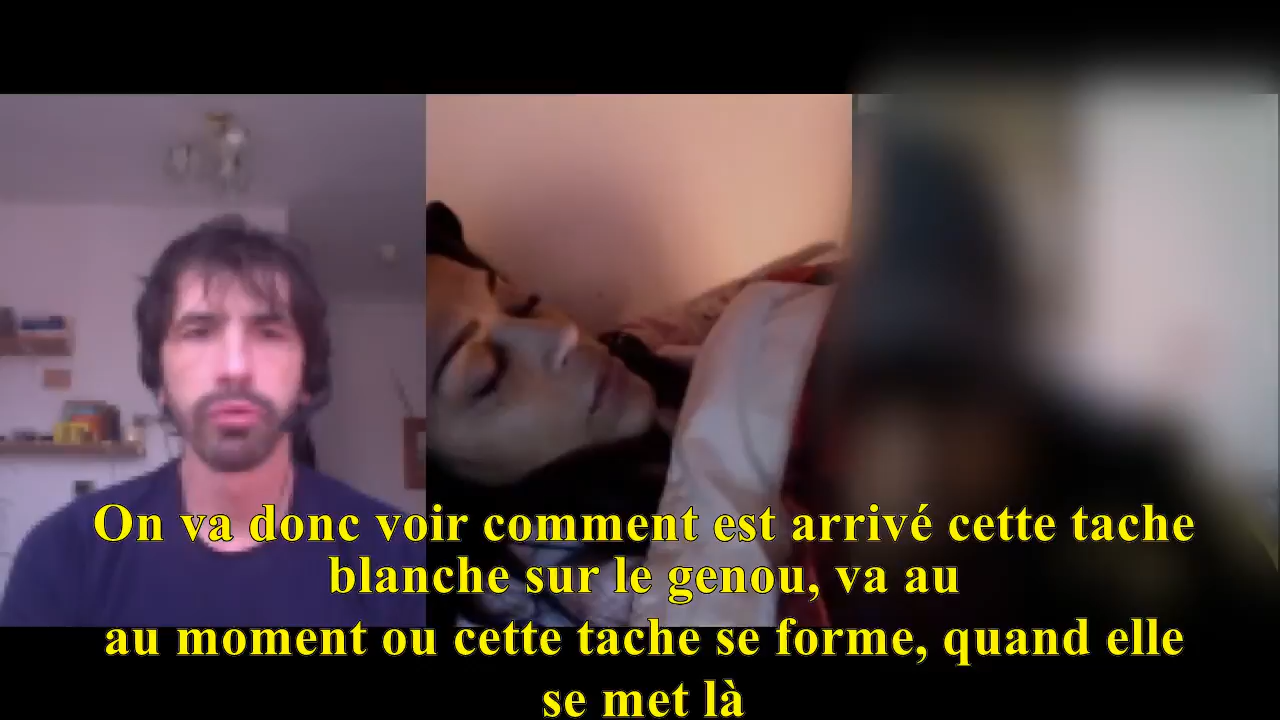 On va donc voir comment est arrivé cette tache
blanche sur le genou, va au
au moment ou cette tache se forme, quand elle
se met là